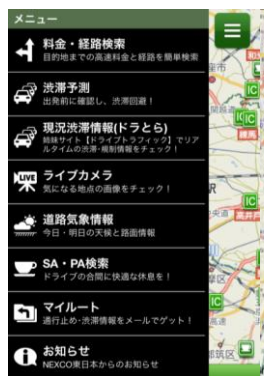 メニュー
料金・経路検索
目的地までの高速料金と経路を簡単検索
渋滞予測
出発前に確認し、渋滞回避！
現況渋滞情報(ドラとら)
姉妹サイト【ドライブトラフィック】でリア
ルタイムの渋滞・規制情報をチェック！
LIVE
ライブカメラ
気になる地点の画像をチェック！
道路気象情報
今日・明日の天候と路面情報
SA・PA検索
ドライブの合間に快適な休息を！
マイルート
通行止め・渋滞情報をメールでゲット！
お知らせ
NEXCO東日本からのお知らせ
IC
IC
練馬
IC
高井戸
IC